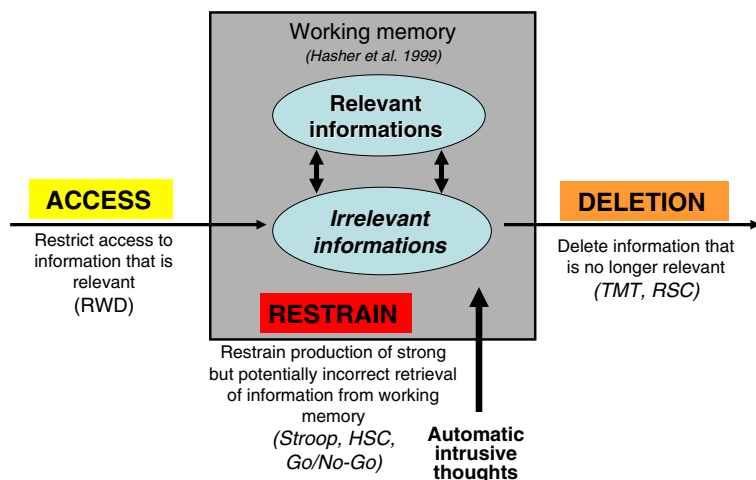 Working memory
(Hasher et al. 1999)
Relevant
informations
ACCESS
Restrict access to
information that is
relevant
(RWD)
Irrelevant
informations
DELETION
Delete information that
is no longer relevant
(TMT, RSC)
RESTRAIN
Restrain production of strong
but potentially incorrect retrieval
of information from working
memory
(Stroop, HSC,
Go/No-Go)
Automatic
intrusive
thoughts